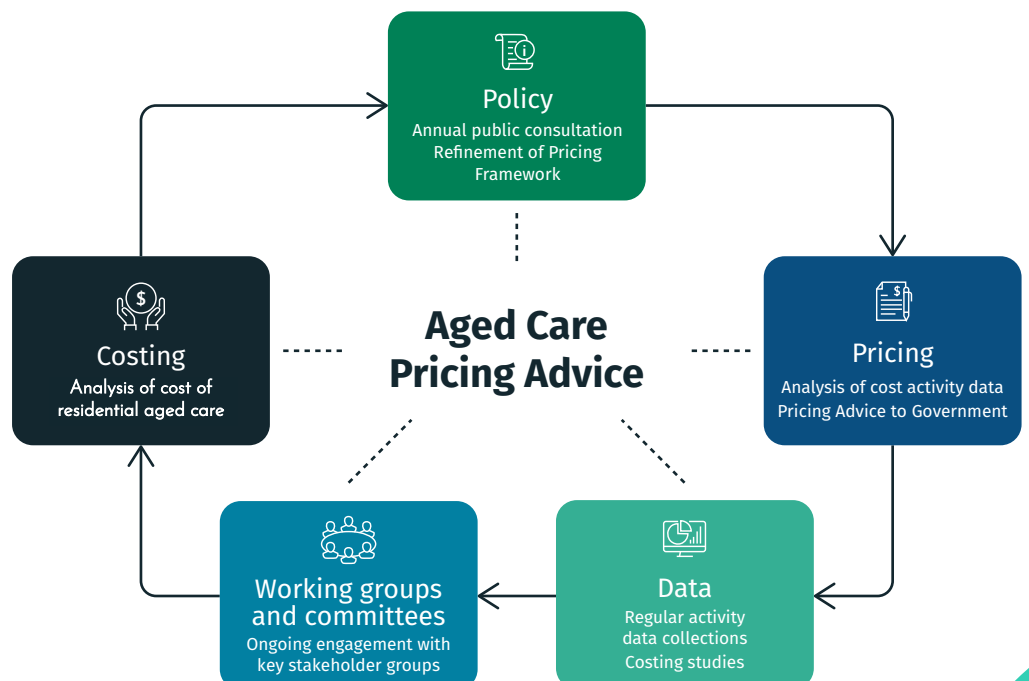 Policy
Annual public consultation
Refinement of Pricing
Framework
Costing
Analysis of cost of
residential aged care
Aged Care
Pricing Advice
Pricing
Analysis of cost activity data
Pricing Advice to Government
Working groups
and committees
Ongoing engagement with
key stakeholder groups
Data
Regular activity
data collections
Costing studies